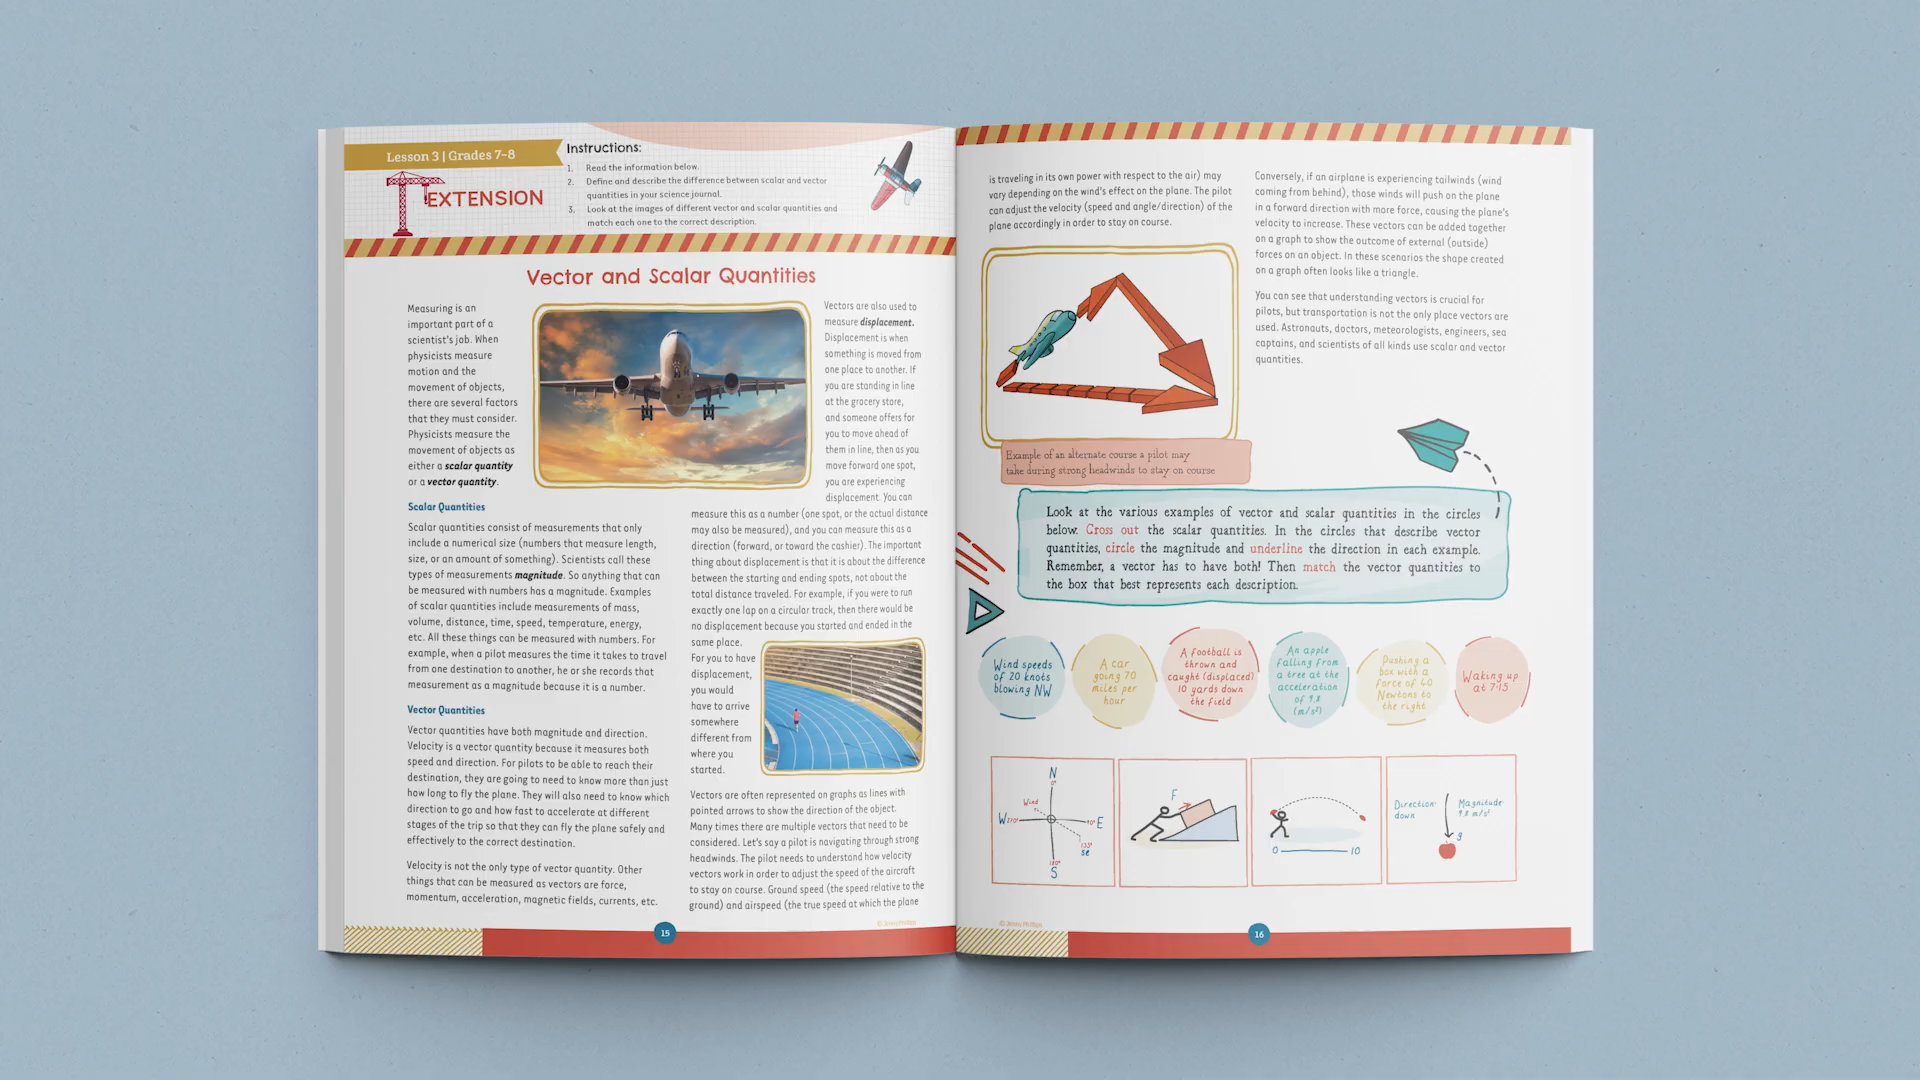 Lesson 3 | Grades 7-8
EXTENSION
Instructions:
1. Read the information below.
2. Define and describe the difference between scalar and vector
quantities in your science journal.
3. Look at the images of different vector and scalar quantities and
match each one to the correct description.
Vector and Scalar Quantities
Measuring is an
important part of a
scientist's job. When
physicists measure
motion and the
movement of objects,
there are several factors
that they must consider.
Physicists measure the
movement of objects as
either a scalar quantity
or a vector quantity.
Scalar Quantities
Scalar quantities consist of measurements that only
include a numerical size (numbers that measure length,
size, or an amount of something). Scientists call these
types of measurements magnitude. So anything that can
be measured with numbers has a magnitude. Examples
of scalar quantities include measurements of mass,
volume, distance, time, speed, temperature, energy,
etc. All these things can be measured with numbers. For
example, when a pilot measures the time it takes to travel
from one destination to another, he or she records that
measurement as a magnitude because it is a number.
Vector Quantities
Vector quantities have both magnitude and direction.
Velocity is a vector quantity because it measures both
speed and direction. For pilots to be able to reach their
destination, they are going to need to know more than just
how long to fly the plane. They will also need to know which
direction to go and how fast to accelerate at different
stages of the trip so that they can fly the plane safely and
effectively to the correct destination.
Velocity is not the only type of vector quantity. Other
things that can be measured as vectors are force,
momentum, acceleration, magnetic fields, currents, etc.
Vectors are also used to
measure displacement.
Displacement is when
something is moved from
one place to another. If
you are standing in line
at the grocery store,
and someone offers for
you to move ahead of
them in line, then as you
move forward one spot,
you are experiencing
displacement. You can
measure this as a number (one spot, or the actual distance
may also be measured), and you can measure this as a
direction (forward, or toward the cashier). The important
thing about displacement is that it is about the difference
between the starting and ending spots, not about the
total distance traveled. For example, if you were to run
exactly one lap on a circular track, then there would be
no displacement because you started and ended in the
same place.
For you to have
displacement,
you would
have to arrive
somewhere
different from
where you
started.
Vectors are often represented on graphs as lines with
pointed arrows to show the direction of the object.
Many times there are multiple vectors that need to be
considered. Let's say a pilot is navigating through strong
headwinds. The pilot needs to understand how velocity
vectors work in order to adjust the speed of the aircraft
to stay on course. Ground speed (the speed relative to the
ground) and airspeed (the true speed at which the plane
© Jenny Phillips
15
is traveling in its own power with respect to the air) may
vary depending on the wind's effect on the plane. The pilot
can adjust the velocity (speed and angle/direction) of the
plane accordingly in order to stay on course.
Example of an alternate course a pilot may
take during strong headwinds to stay on course
Conversely, if an airplane is experiencing tailwinds (wind
coming from behind), those winds will push on the plane
in a forward direction with more force, causing the plane's
velocity to increase. These vectors can be added together
on a graph to show the outcome of external (outside)
forces on an object. In these scenarios the shape created
on a graph often looks like a triangle.
You can see that understanding vectors is crucial for
pilots, but transportation is not the only place vectors are
used. Astronauts, doctors, meteorologists, engineers, sea
captains, and scientists of all kinds use scalar and vector
quantities.
Look at the various examples of vector and scalar quantities in the circles
below. Cross out the scalar quantities. In the circles that describe vector
quantities, circle the magnitude and underline the direction in each example.
Remember, a vector has to have both! Then match the vector quantities to
the box that best represents each description.
Wind speeds
of 20 knots
blowing NW
A car
going 70
miles per
hour
A football is
thrown and
caught (displaced)
10 yards down
the field
An apple
falling from
a tree at the
acceleration
of 9.8
(m/s²)
Pushing a
box with a
force of 40
Newtons to
the right
Waking up
at 7:15
N
0°
Wind
W 270°
90° E
135°
SE
180°
S
F
0
10
Direction:
down
Magnitude:
9.8 m/s²
g
© Jenny Phillips
16